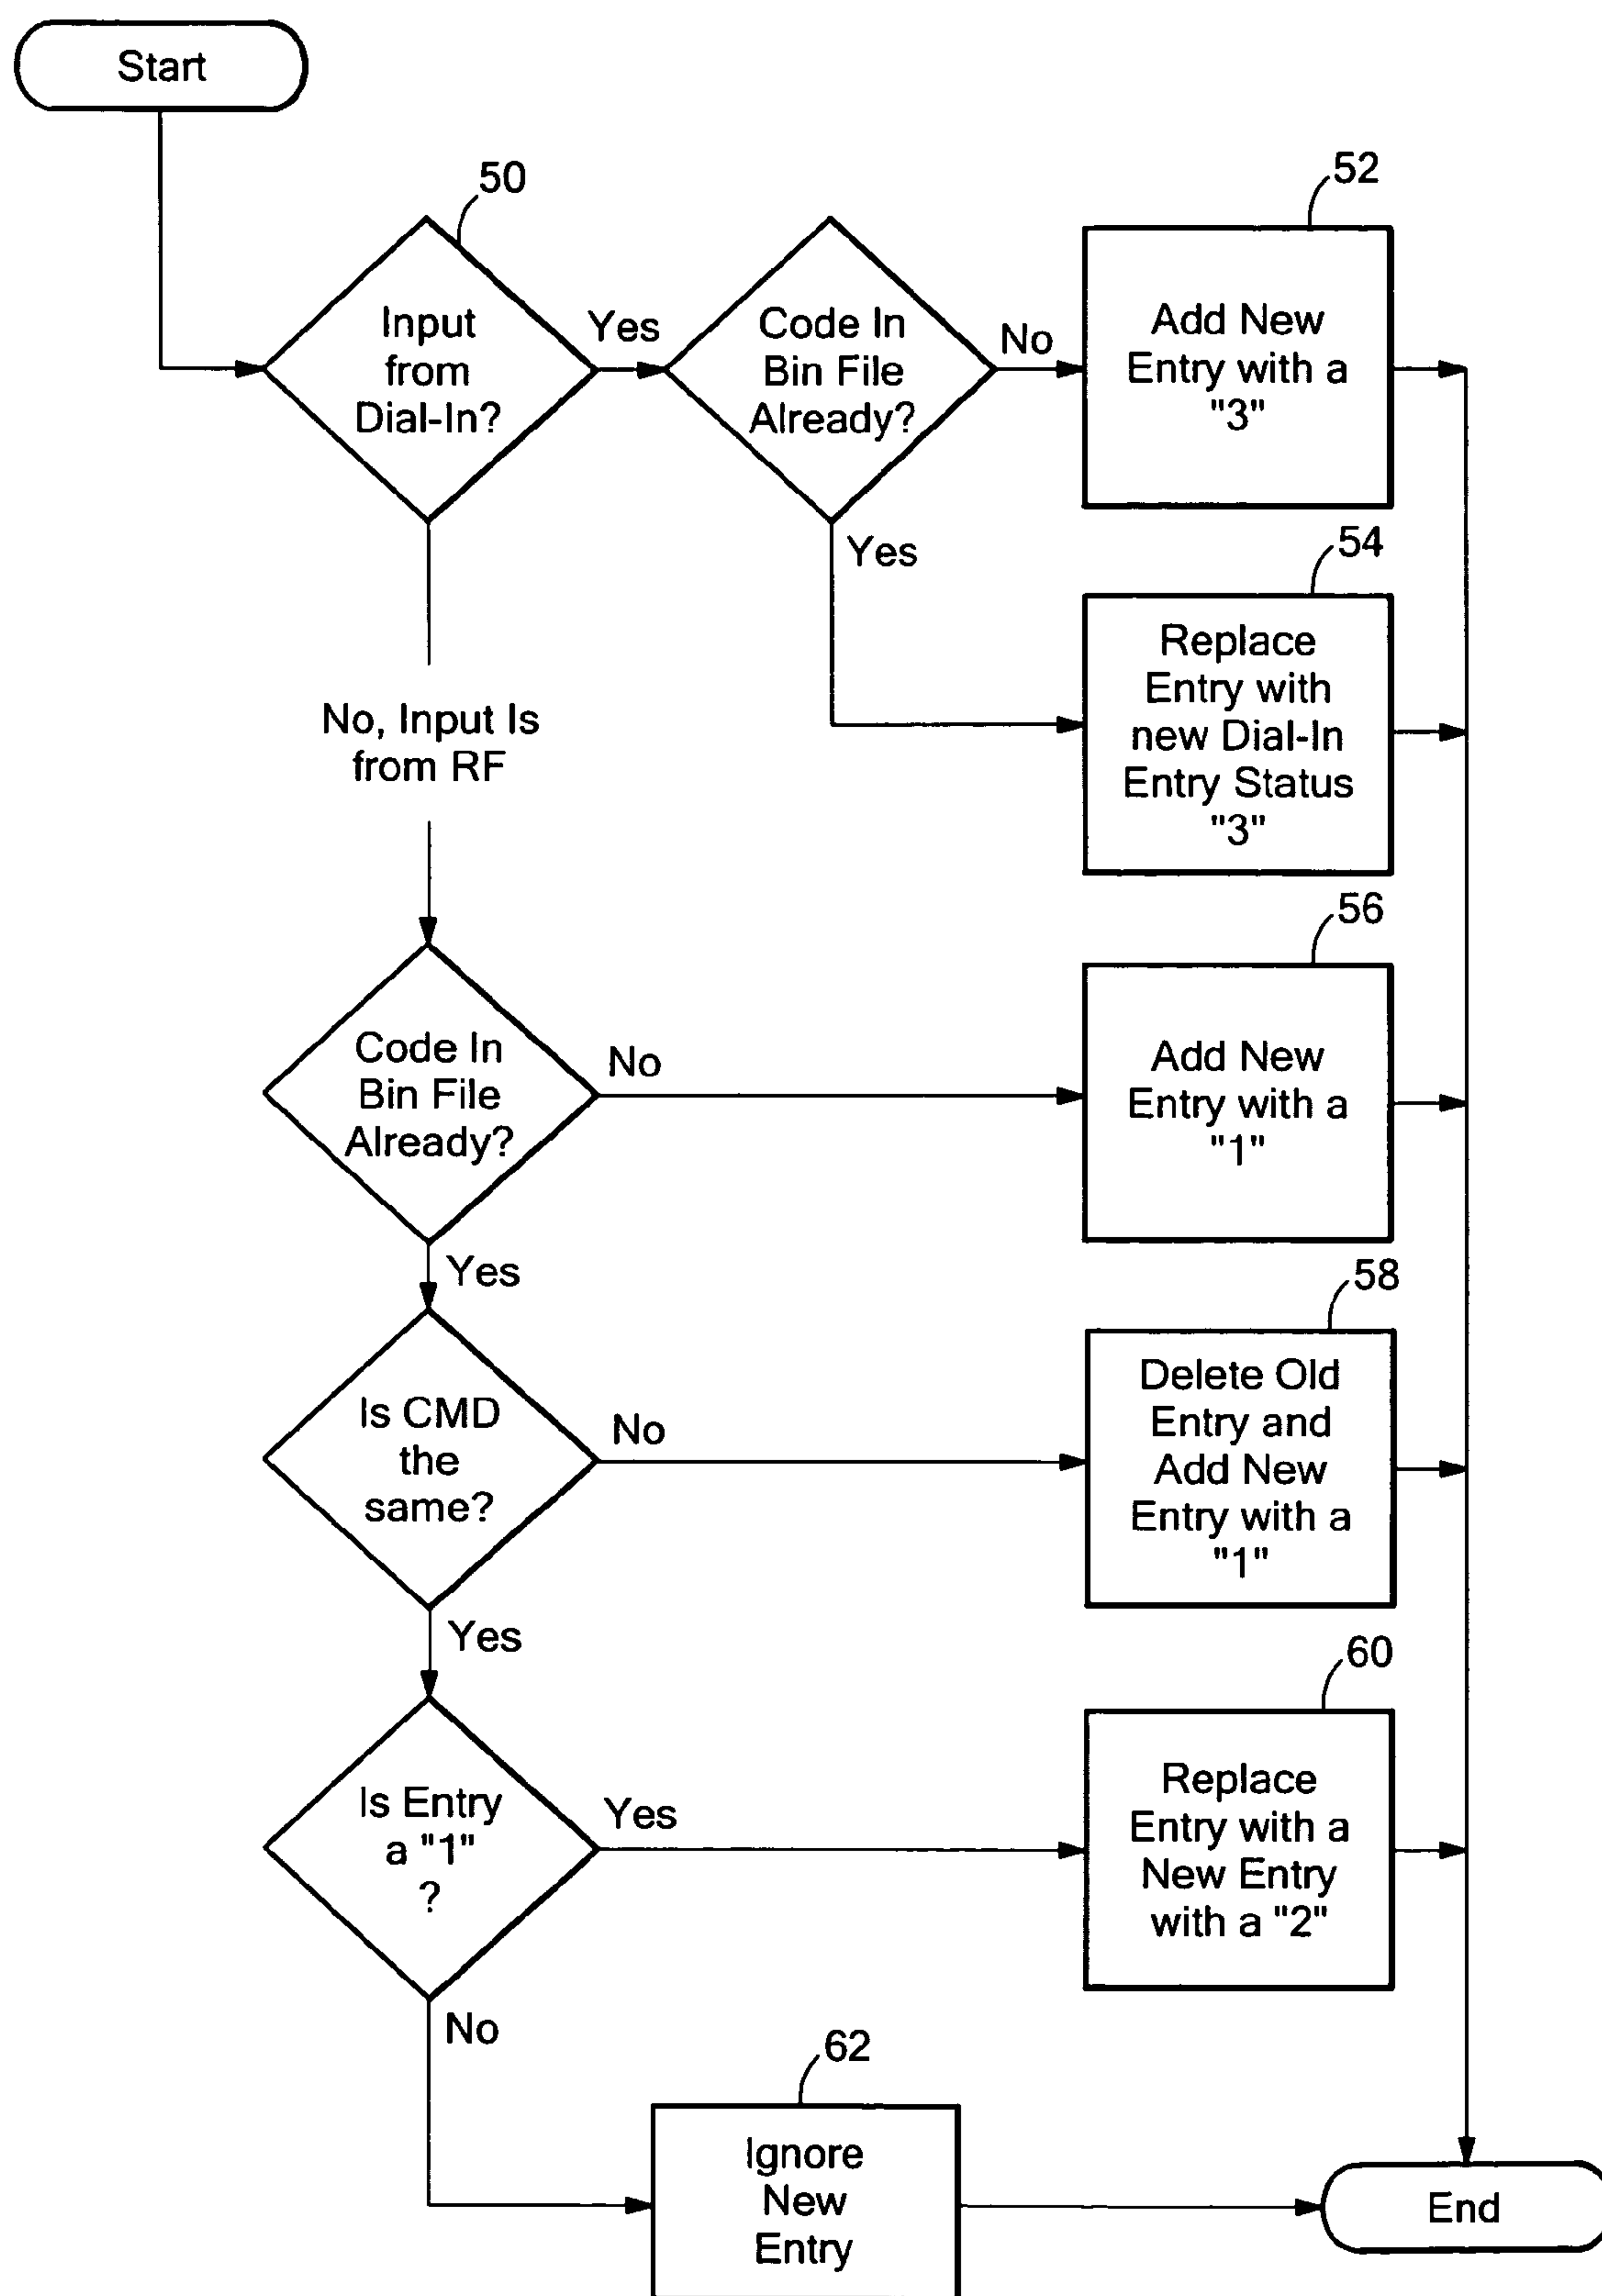 Start
50
52
Input
from
Dial-In?
Yes
Code In
Bin File
Already?
No
Add New
Entry with a
"3"
Yes
54
Replace
Entry with
new Dial-In
Entry Status
"3"
No, Input Is
from RF
56
Code In
Bin File
Already?
No
Add New
Entry with a
"1"
Yes
58
Is CMD
the
same?
No
Delete Old
Entry and
Add New
Entry with a
"1"
Yes
60
Is Entry
a "1"
?
Yes
Replace
Entry with a
New Entry
with a "2"
No
62
Ignore
New
Entry
End